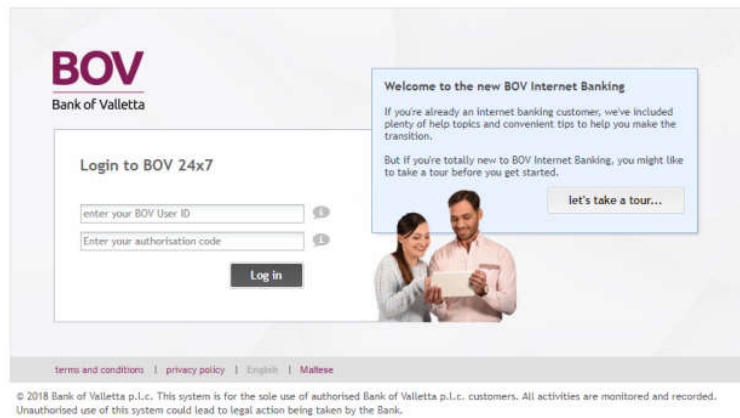 BOV
Bank of Valletta
Welcome to the new BOV Internet Banking
If you're already an internet banking customer, we've included
plenty of help topics and convenient tips to help you make the
transition.
But if you're totally new to BOV Internet Banking, you might like
to take a tour before you get started.
let's take a tour...
Login to BOV 24x7
enter your BOV User ID
Enter your authorisation code
Log in
terms and conditions | privacy policy | English | Maltese
© 2018 Bank of Valletta p.l.c. This system is for the sole use of authorised Bank of Valletta p.l.c. customers. All activities are monitored and recorded.
Unauthorised use of this system could lead to legal action being taken by the Bank.